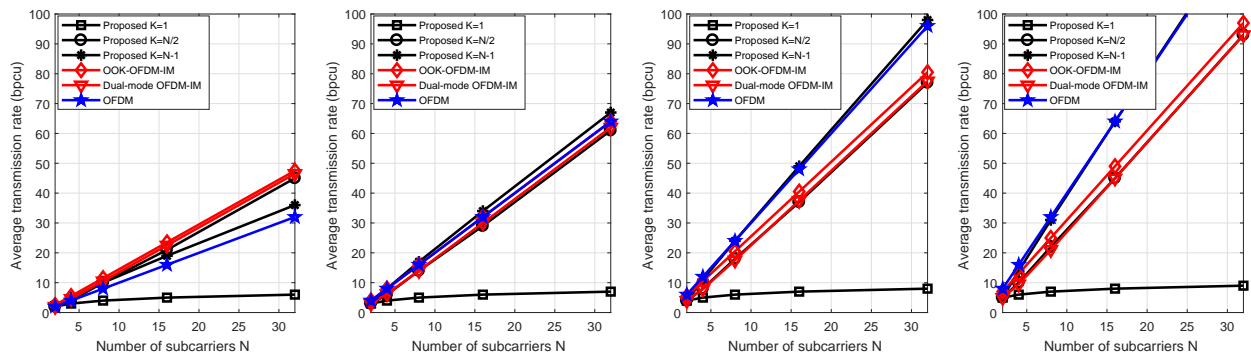 Average transmission rate (bppcu)
100
90
80
70
60
50
40
30
20
10
0
Proposed K=1
Proposed K=N/2
Proposed K=N-1
OOK-OFDM-IM
Dual-mode OFDM-IM
OFDM
5 10 15 20 25 30
Number of subcarriers N
Average transmission rate (bppcu)
100
90
80
70
60
50
40
30
20
10
0
Proposed K=1
Proposed K=N/2
Proposed K=N-1
OOK-OFDM-IM
Dual-mode OFDM-IM
OFDM
5 10 15 20 25 30
Number of subcarriers N
Average transmission rate (bppcu)
100
90
80
70
60
50
40
30
20
10
0
Proposed K=1
Proposed K=N/2
Proposed K=N-1
OOK-OFDM-IM
Dual-mode OFDM-IM
OFDM
5 10 15 20 25 30
Number of subcarriers N
Average transmission rate (bppcu)
100
90
80
70
60
50
40
30
20
10
0
Proposed K=1
Proposed K=N/2
Proposed K=N-1
OOK-OFDM-IM
Dual-mode OFDM-IM
OFDM
5 10 15 20 25 30
Number of subcarriers N